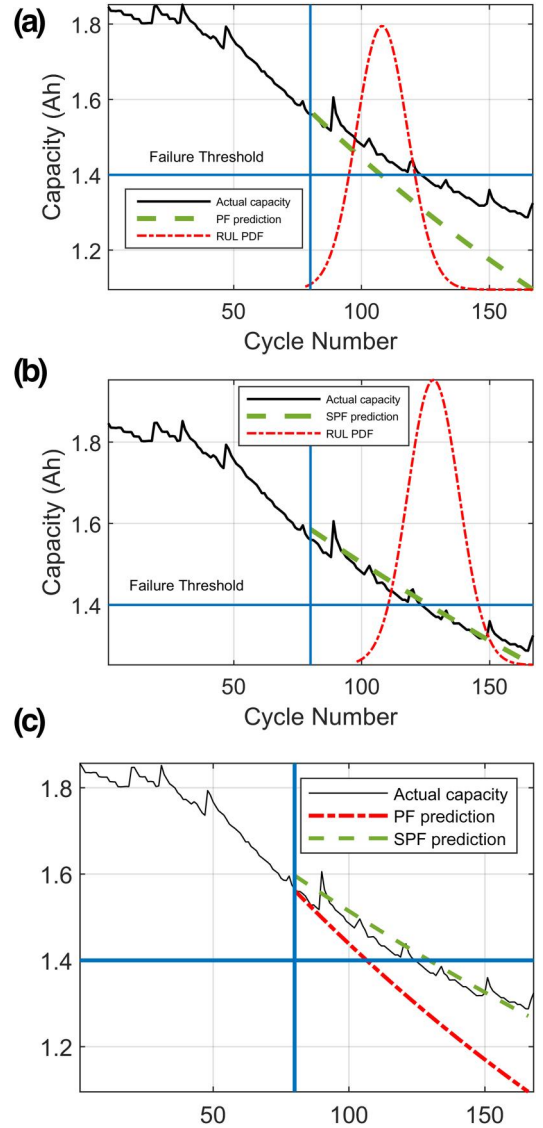 (a)
1.8
1.6
1.4
1.2
Capacity (Ah)
Failure Threshold
Actual capacity
PF prediction
RUL PDF
50
100
150
Cycle Number
(b)
1.8
1.6
1.4
Capacity (Ah)
Actual capacity
SPF prediction
RUL PDF
Failure Threshold
50
100
150
Cycle Number
(c)
1.8
1.6
1.4
1.2
Actual capacity
PF prediction
SPF prediction
50
100
150